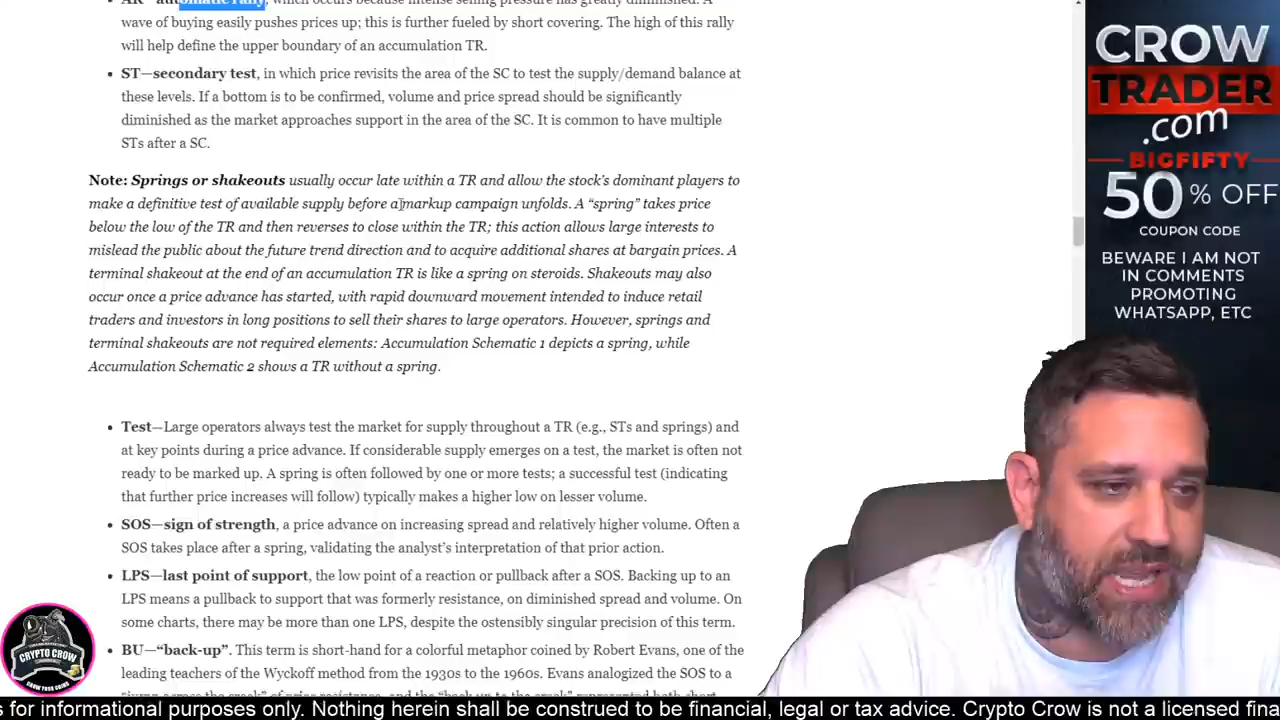 AR—automatic rally, which occurs because intense selling pressure has greatly diminished. A
wave of buying easily pushes prices up; this is further fueled by short covering. The high of this rally
will help define the upper boundary of an accumulation TR.
• ST—secondary test, in which price revisits the area of the SC to test the supply/demand balance at
these levels. If a bottom is to be confirmed, volume and price spread should be significantly
diminished as the market approaches support in the area of the SC. It is common to have multiple
STs after a SC.
Note: Springs or shakeouts usually occur late within a TR and allow the stock's dominant players to
make a definitive test of available supply before a markup campaign unfolds. A “spring” takes price
below the low of the TR and then reverses to close within the TR; this action allows large interests to
mislead the public about the future trend direction and to acquire additional shares at bargain prices. A
terminal shakeout at the end of an accumulation TR is like a spring on steroids. Shakeouts may also
occur once a price advance has started, with rapid downward movement intended to induce retail
traders and investors in long positions to sell their shares to large operators. However, springs and
terminal shakeouts are not required elements: Accumulation Schematic 1 depicts a spring, while
Accumulation Schematic 2 shows a TR without a spring.
• Test—Large operators always test the market for supply throughout a TR (e.g., STs and springs) and
at key points during a price advance. If considerable supply emerges on a test, the market is often not
ready to be marked up. A spring is often followed by one or more tests; a successful test (indicating
that further price increases will follow) typically makes a higher low on lesser volume.
• SOS—sign of strength, a price advance on increasing spread and relatively higher volume. Often a
SOS takes place after a spring, validating the analyst's interpretation of that prior action.
• LPS—last point of support, the low point of a reaction or pullback after a SOS. Backing up to an
LPS means a pullback to support that was formerly resistance, on diminished spread and volume. On
some charts, there may be more than one LPS, despite the ostensibly singular precision of this term.
• BU—“back-up”. This term is short-hand for a colorful metaphor coined by Robert Evans, one of the
leading teachers of the Wyckoff method from the 1930s to the 1960s. Evans analogized the SOS to a
CROW
TRADER
.com
BIGFIFTY
50 % OFF
COUPON CODE
BEWARE I AM NOT
IN COMMENTS
PROMOTING
WHATSAPP, ETC
CRYPTO CROW
s for informational purposes only. Nothing herein shall be construed to be financial, legal or tax advice. Crypto Crow is not a licensed fina